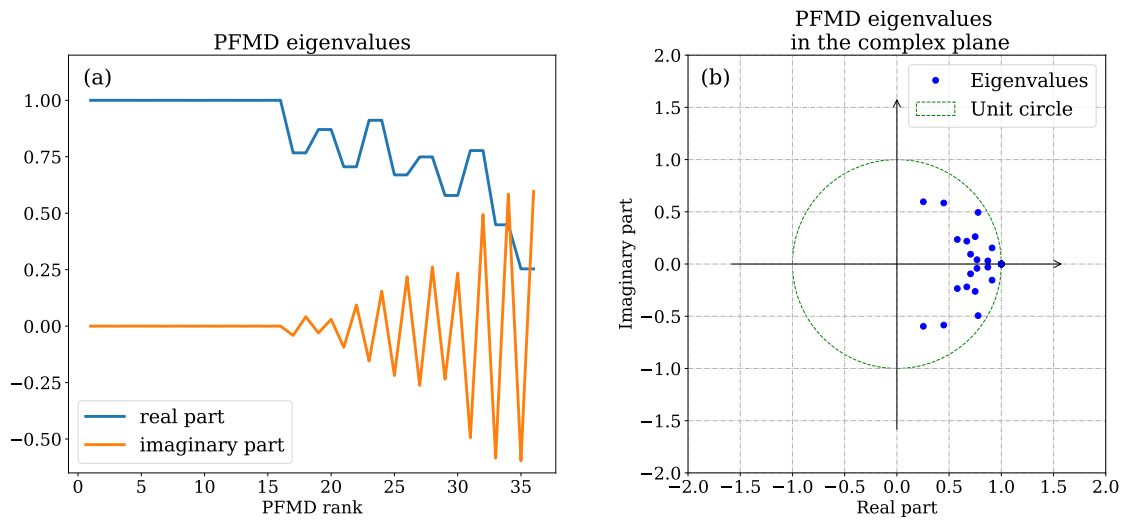 PFMD eigenvalues
(a)
1.00
0.75
0.50
0.25
0.00
−0.25
−0.50
real part
imaginary part
0 5 10 15 20 25 30 35
PFMD rank
PFMD eigenvalues
in the complex plane
(b)
Eigenvalues
Unit circle
Imaginary part
2.0
1.5
1.0
0.5
0.0
−0.5
−1.0
−1.5
−2.0
−2.0 −1.5 −1.0 −0.5 0.0 0.5 1.0 1.5 2.0
Real part